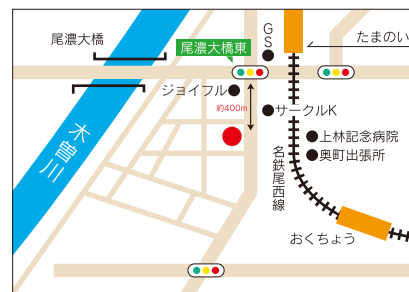 尾濃大橋
尾濃大橋東
GS
たまのい
ジョイフル
約400m
サークルK
木曽川
名鉄尾西線
上林記念病院
奥町出張所
おくちょう